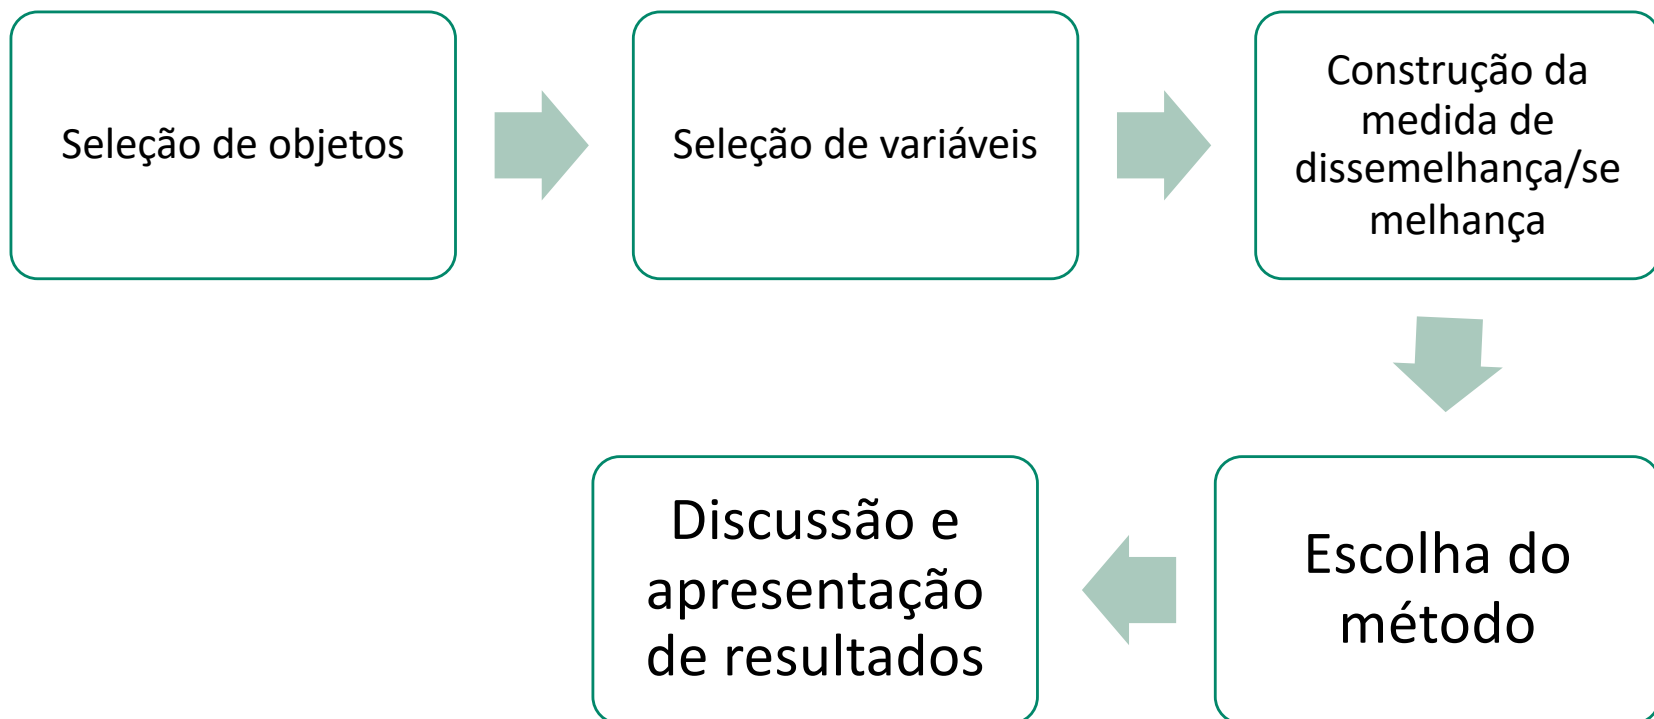 Seleção de objetos
Seleção de variáveis
Construção da
medida de
dissemelhança/se
melhança
Escolha do
método
Discussão e
apresentação
de resultados